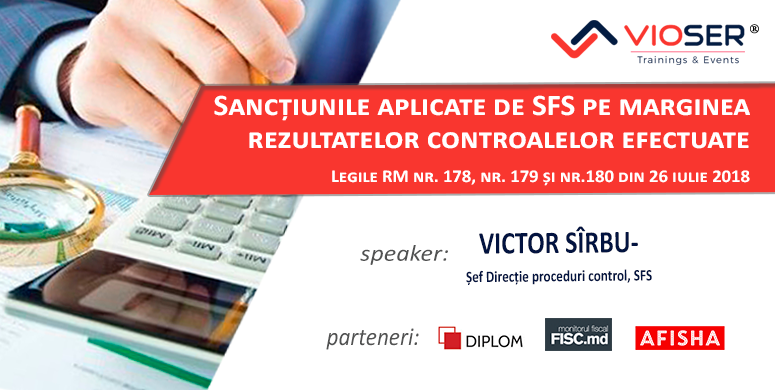 VIOSER®
Trainings & Events
SANCȚIUNILE APLICATE DE SFS PE MARGINEA
REZULTATELOR CONTROALELOR EFECTUATE
LEGILE RM NR. 178, NR. 179 ȘI NR.180 DIN 26 IULIE 2018
speaker: VICTOR SÎRBU-
Șef Direcție proceduri control, SFS
parteneri: DIPLOM monitorul fiscal FISC.md AFISHA